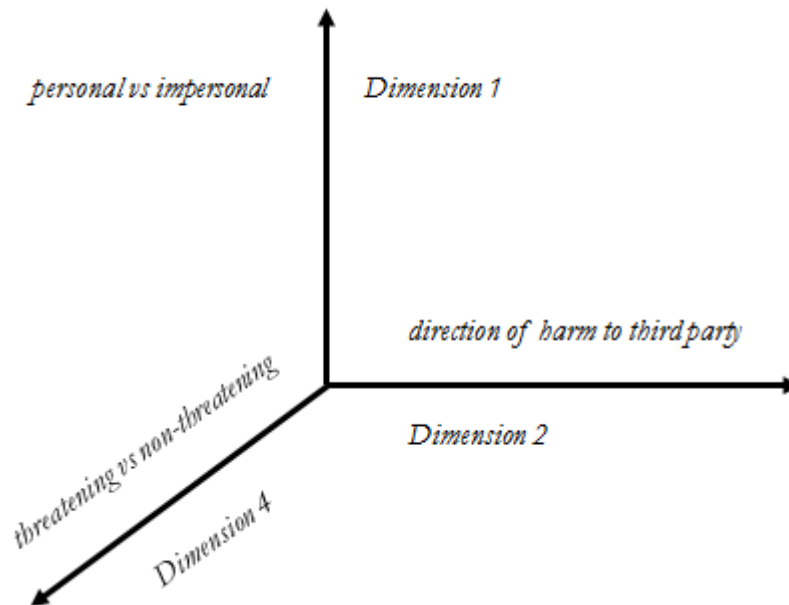 personal vs impersonal
Dimension 1
direction of harm to third party
Dimension 2
threatening vs non-threatening
Dimension 4